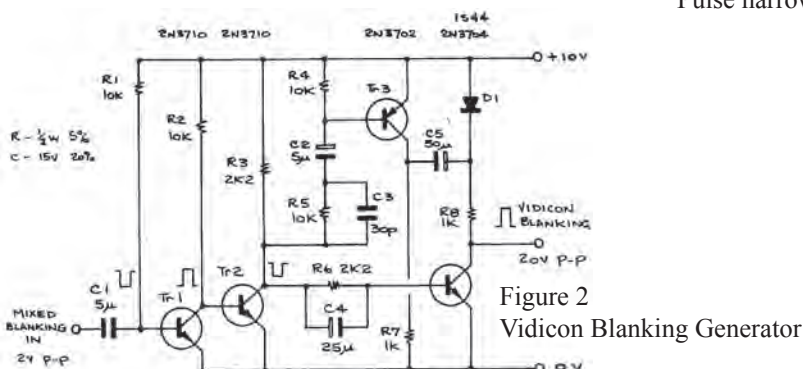 Pulse narrow
1S44
2N3710 2N3710 2N3702 2N3704
+10V
R1
10K
R2
10K
R4
10K
Tr3
D1
R - ½W 5%
C - 15V 20%
C2
5µ
C5
50µ
R3
2K2
R5
10K
C3
30p
R8
1K
VIDICON
BLANKING
20V P-P
C1
5µ
Tr1
Tr2
R6 2K2
C4
25µ
R7
1K
MIXED
BLANKING IN
2V P-P
Figure 2
Vidicon Blanking Generator